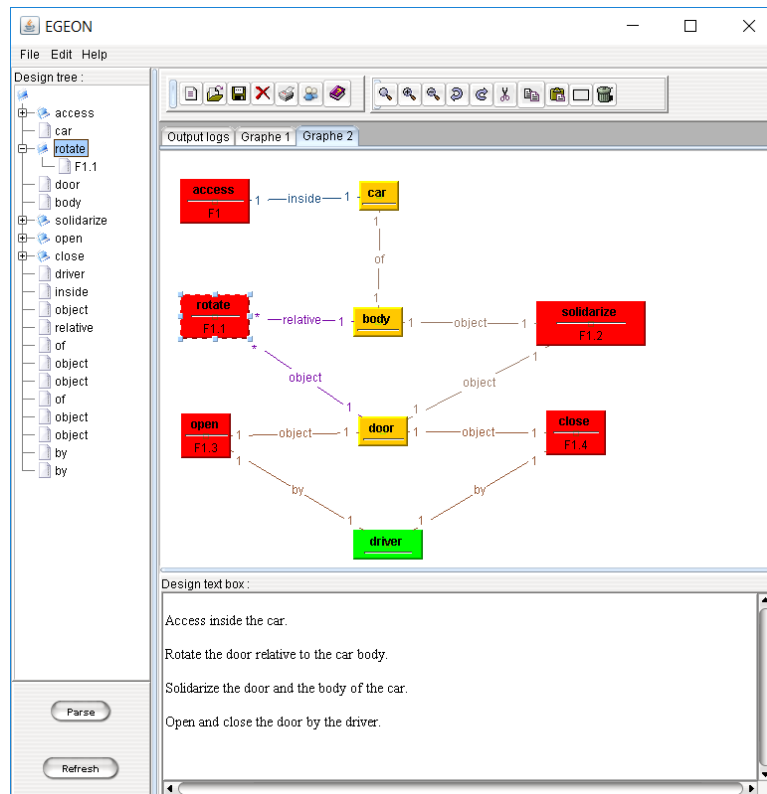 EGEON
File Edit Help
Design tree :
access
car
rotate
F1.1
door
body
solidarize
open
close
driver
inside
object
relative
of
object
object
of
object
object
by
by
Parse
Refresh
Output logs Graphe 1 Graphe 2
access
F1
1 inside 1
car
1
of
1
rotate
F1.1
* relative 1
body
1 object 1
solidarize
F1.2
*
object
1
1
object
1
open
F1.3
1 object 1
door
1 object 1
close
F1.4
1
by
1
1
by
1
driver
Design text box :
Access inside the car.
Rotate the door relative to the car body.
Solidarize the door and the body of the car.
Open and close the door by the driver.